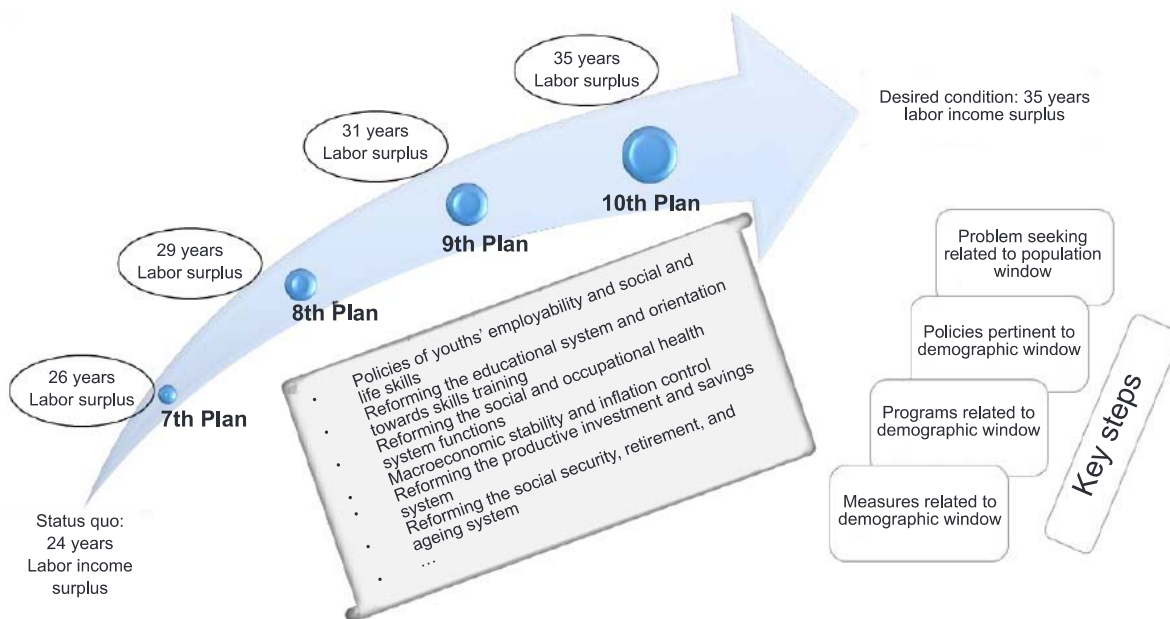 35 years
Labor surplus
Desired condition: 35 years
labor income surplus
31 years
Labor surplus
10th Plan
9th Plan
29 years
Labor surplus
8th Plan
26 years
Labor surplus
7th Plan
Status quo:
24 years
Labor income
surplus
• Policies of youths’ employability and social and
life skills
• Reforming the educational system and orientation
towards skills training
• Reforming the social and occupational health
system functions
• Macroeconomic stability and inflation control
• Reforming the productive investment and savings
system
• Reforming the social security, retirement, and
ageing system
• ...
Problem seeking
related to population
window
Policies pertinent to
demographic window
Programs related to
demographic window
Measures related to
demographic window
Key steps